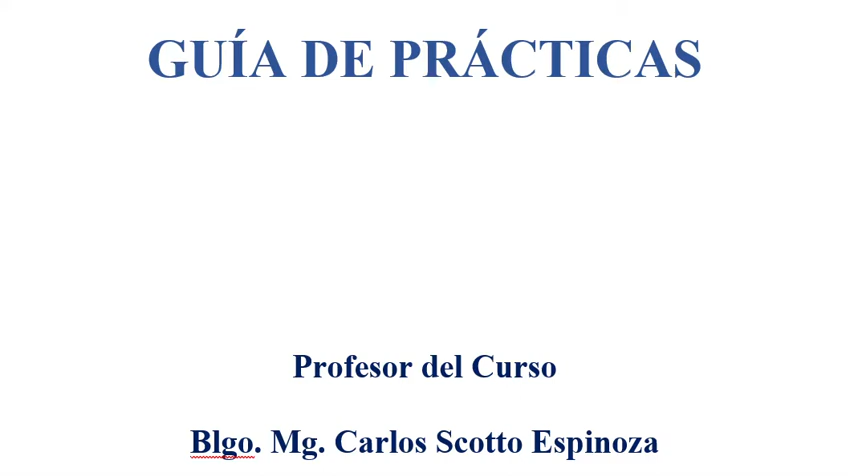 GUÍA DE PRÁCTICAS
Profesor del Curso
Blgo. Mg. Carlos Scotto Espinoza